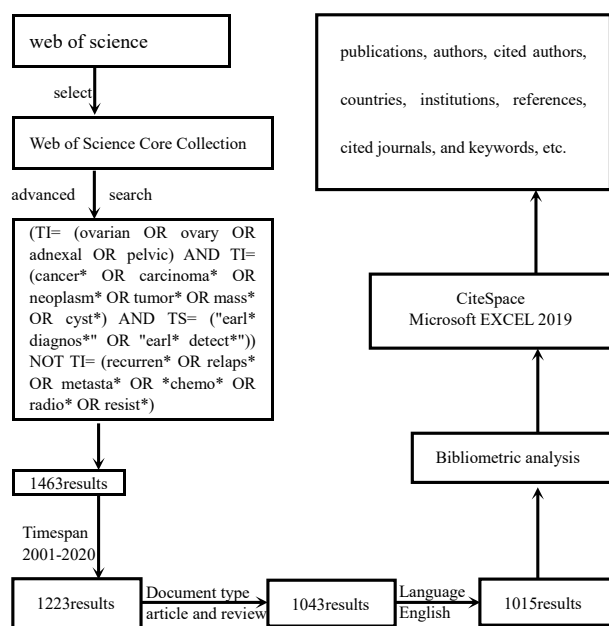 web of science
select
Web of Science Core Collection
advanced search
(TI= (ovarian OR ovary OR
adnexal OR pelvic) AND TI=
(cancer* OR carcinoma* OR
neoplasm* OR tumor* OR mass*
OR cyst*) AND TS= ("earl*
diagnos*" OR "earl* detect*"))
NOT TI= (recurren* OR relaps*
OR metasta* OR *chemo* OR
radio* OR resist*)
1463results
Timespan
2001-2020
1223results
Document type
article and review
1043results
Language
English
1015results
Bibliometric analysis
CiteSpace
Microsoft EXCEL 2019
publications, authors, cited authors,
countries, institutions, references,
cited journals, and keywords, etc.